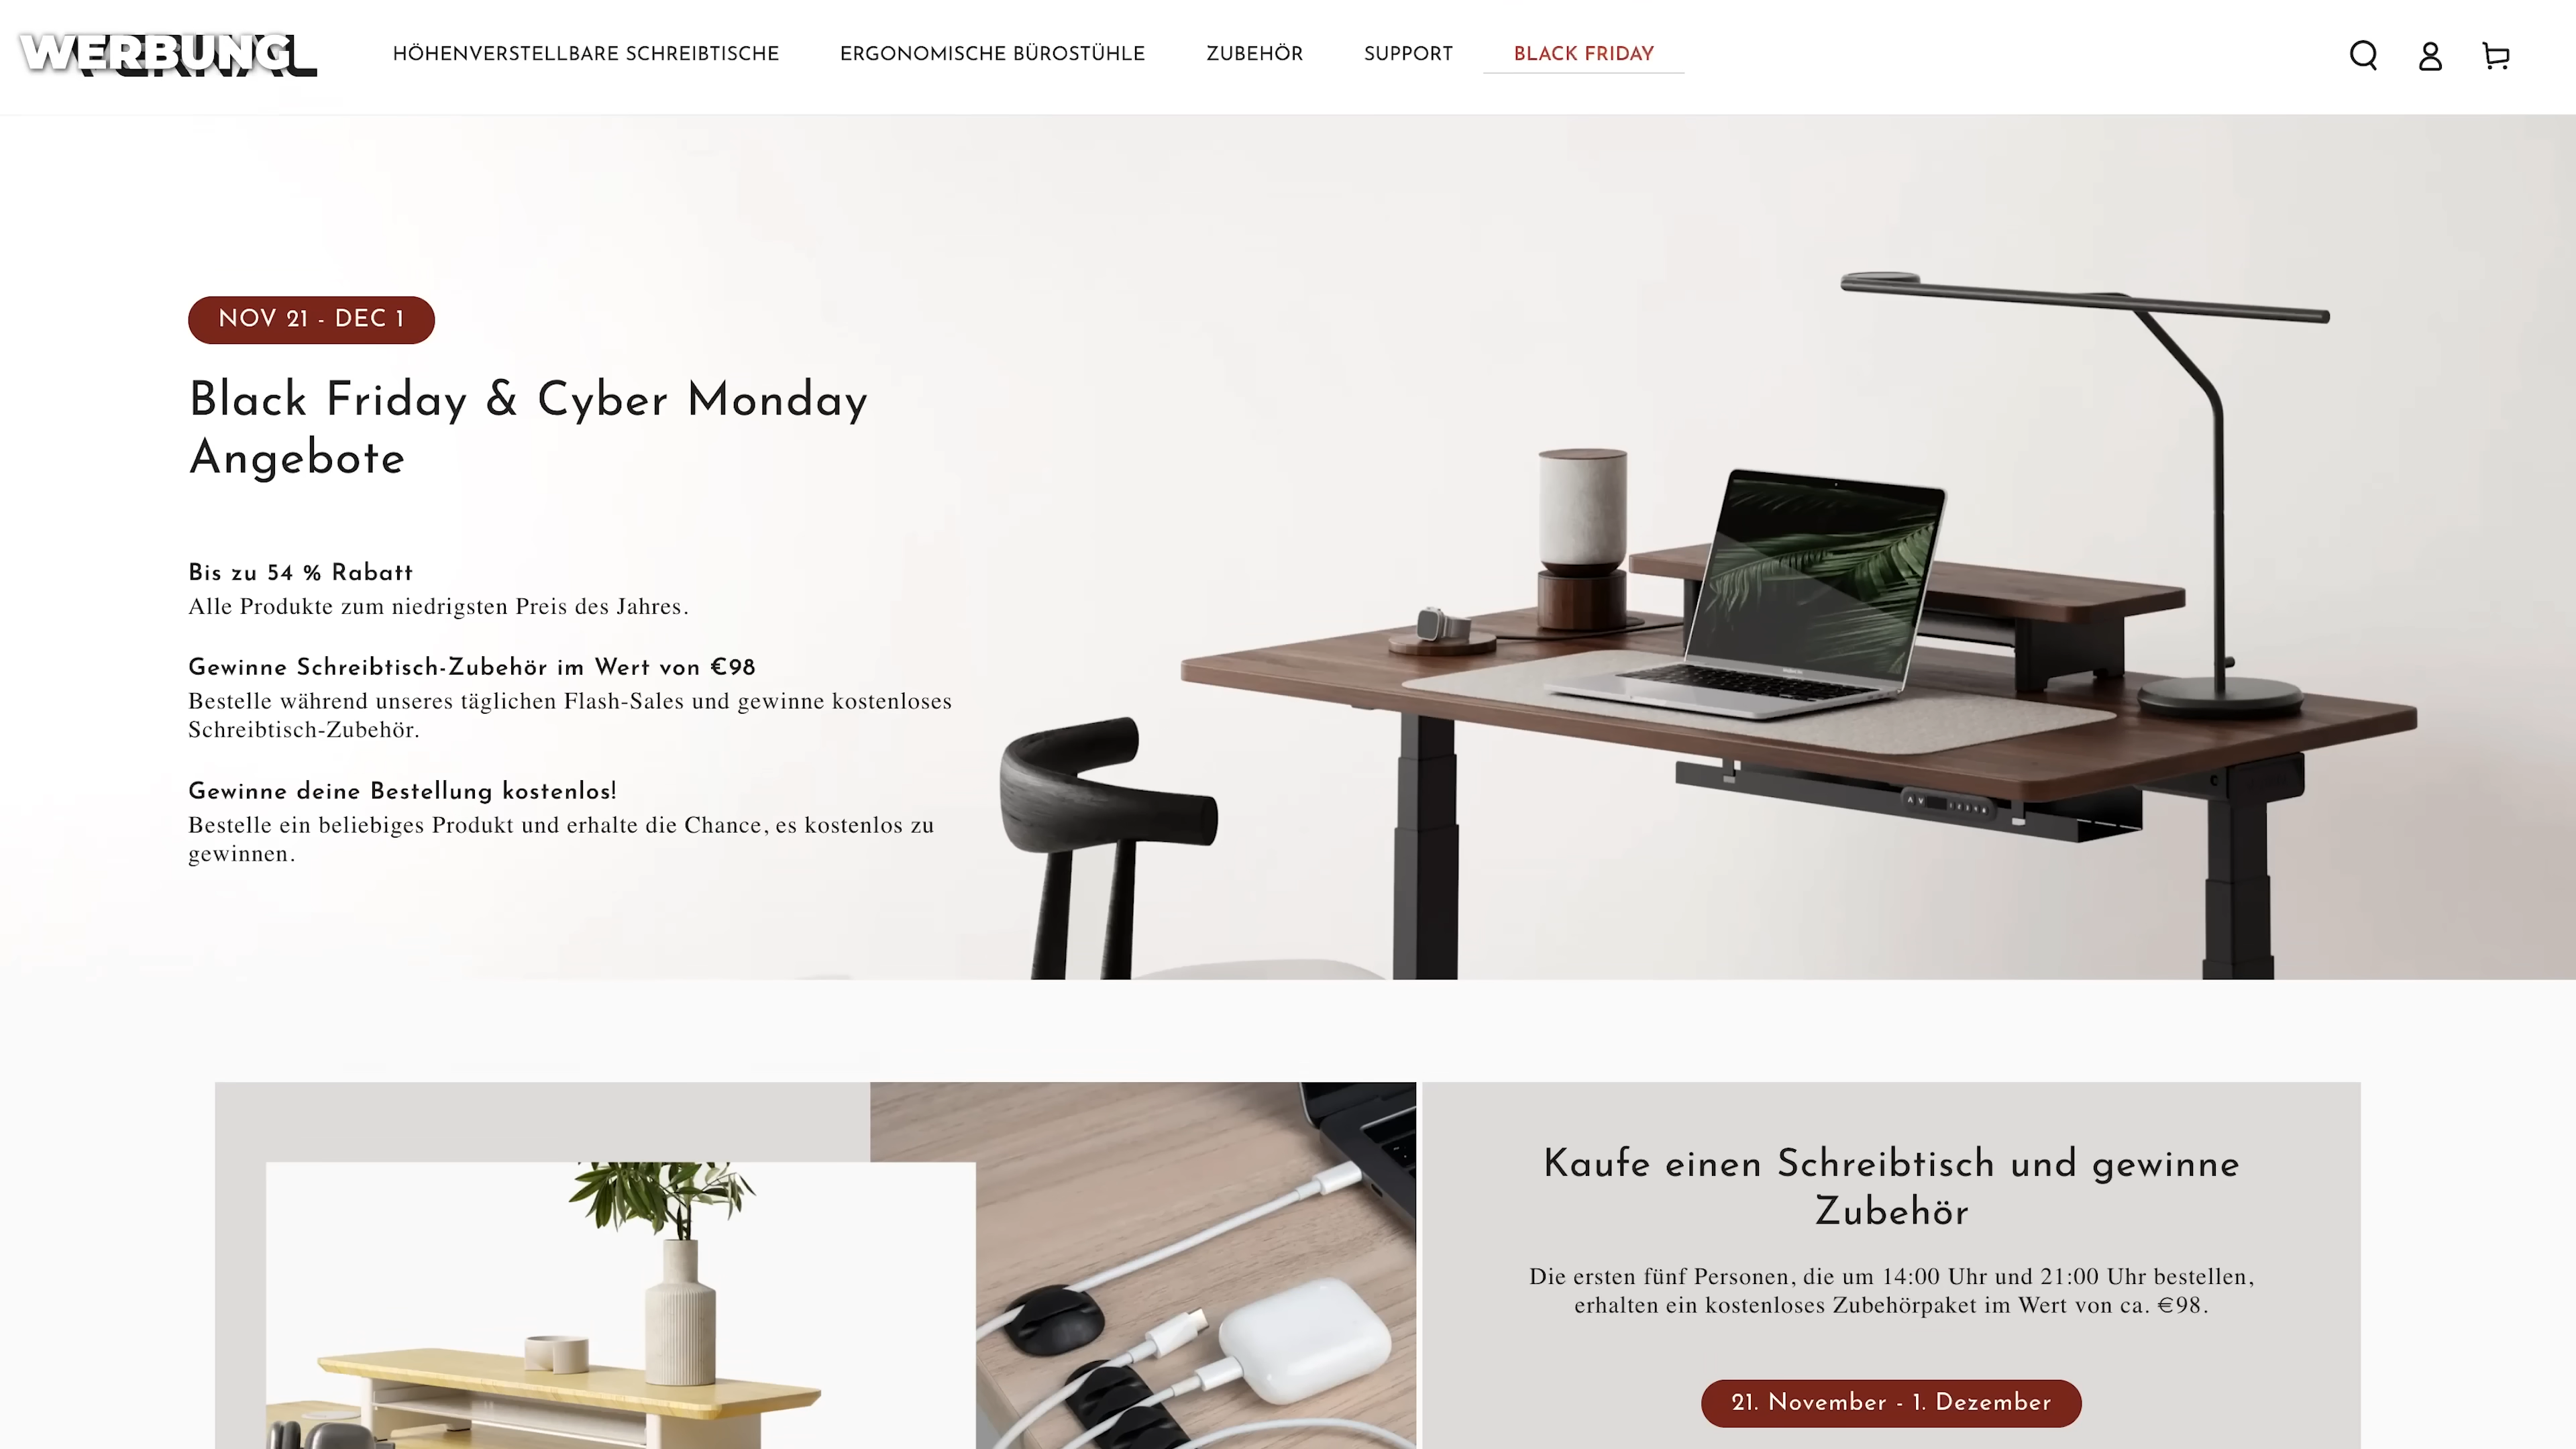 WERBUNG
HÖHENVERSTELLBARE SCHREIBTISCHE
ERGONOMISCHE BÜROSTÜHLE
ZUBEHÖR
SUPPORT
BLACK FRIDAY
NOV 21 - DEC 1
Black Friday & Cyber Monday
Angebote
Bis zu 54 % Rabatt
Alle Produkte zum niedrigsten Preis des Jahres.
Gewinne Schreibtisch-Zubehör im Wert von €98
Bestelle während unseres täglichen Flash-Sales und gewinne kostenloses
Schreibtisch-Zubehör.
Gewinne deine Bestellung kostenlos!
Bestelle ein beliebiges Produkt und erhalte die Chance, es kostenlos zu
gewinnen.
Kaufe einen Schreibtisch und gewinne
Zubehör
Die ersten fünf Personen, die um 14:00 Uhr und 21:00 Uhr bestellen,
erhalten ein kostenloses Zubehörpaket im Wert von ca. €98.
21. November - 1. Dezember